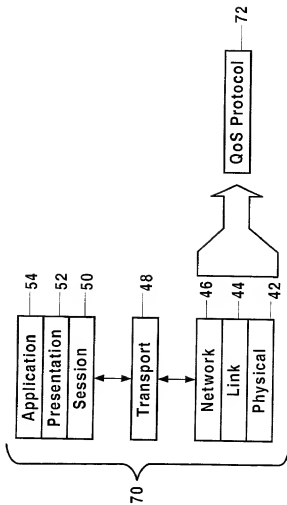 Application 54
Presentation 52
Session 50
Transport 48
Network 46
Link 44
Physical 42
70
QoS Protocol 72